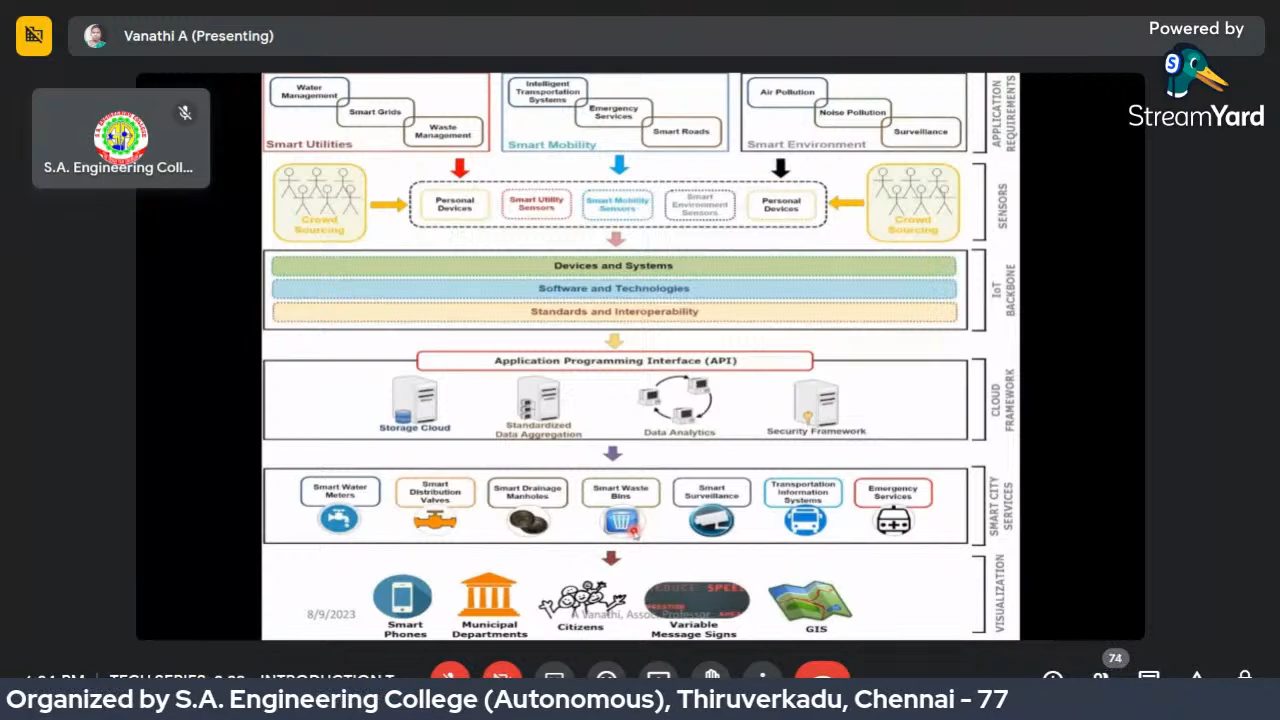 Vanathi A (Presenting)
Powered by
StreamYard
S.A. Engineering Coll...
Water
Management
Smart Grids
Waste
Management
Smart Utilities
Intelligent
Transportation
Systems
Emergency
Services
Smart Roads
Smart Mobility
Air Pollution
Noise Pollution
Surveillance
Smart Environment
APPLICATION
REQUIREMENTS
Crowd
Sourcing
Personal
Devices
Smart Utility
Sensors
Smart Mobility
Sensors
Smart
Environment
Sensors
Personal
Devices
Crowd
Sourcing
SENSORS
Devices and Systems
Software and Technologies
Standards and Interoperability
IoT
BACKBONE
Application Programming Interface (API)
Storage Cloud
Standardized
Data Aggregation
Data Analytics
Security Framework
CLOUD
FRAMEWORK
Smart Water
Meters
Smart
Distribution
Valves
Smart Drainage
Manholes
Smart Waste
Bins
Smart
Surveillance
Transportation
Information
Systems
Emergency
Services
SMART CITY
SERVICES
8/9/2023
A Vanathi, Assoc. Professor
Smart
Phones
Municipal
Departments
Citizens
REDUCE SPEED
Variable
Message Signs
GIS
VISUALIZATION
74
Organized by S.A. Engineering College (Autonomous), Thiruverkadu, Chennai - 77